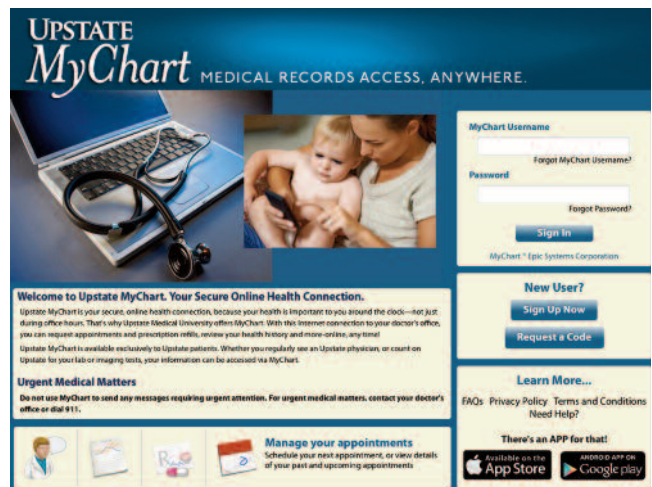 UPSTATE
MyChart MEDICAL RECORDS ACCESS, ANYWHERE.
MyChart Username
Forgot MyChart Username?
Password
Forgot Password?
Sign In
MyChart ® Epic Systems Corporation
New User?
Sign Up Now
Request a Code
Learn More...
FAQs Privacy Policy Terms and Conditions
Need Help?
There's an APP for that!
Available on the
App Store
ANDROID APP ON
Google play
Welcome to Upstate MyChart. Your Secure Online Health Connection.
Upstate MyChart is your secure, online health connection, because your health is important to you around the clock—not just
during office hours. That's why Upstate Medical University offers MyChart. With this Internet connection to your doctor's office,
you can request appointments and prescription refills, review your health history and more-online, any time!
Upstate MyChart is available exclusively to Upstate patients. Whether you regularly see an Upstate physician, or count on
Upstate for your lab or imaging tests, your information can be accessed via MyChart.
Urgent Medical Matters
Do not use MyChart to send any messages requiring urgent attention. For urgent medical matters, contact your doctor's
office or dial 911.
Manage your appointments
Schedule your next appointment, or view details
of your past and upcoming appointments